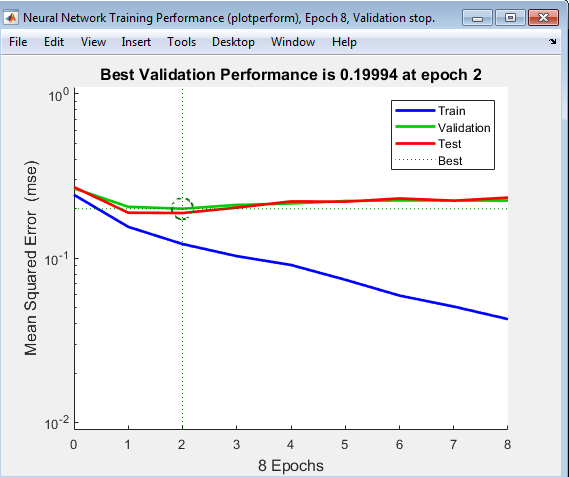 Neural Network Training Performance (plotperform), Epoch 8, Validation stop.
File Edit View Insert Tools Desktop Window Help
Best Validation Performance is 0.19994 at epoch 2
10^0
10^-1
10^-2
Mean Squared Error (mse)
Train
Validation
Test
Best
0 1 2 3 4 5 6 7 8
8 Epochs